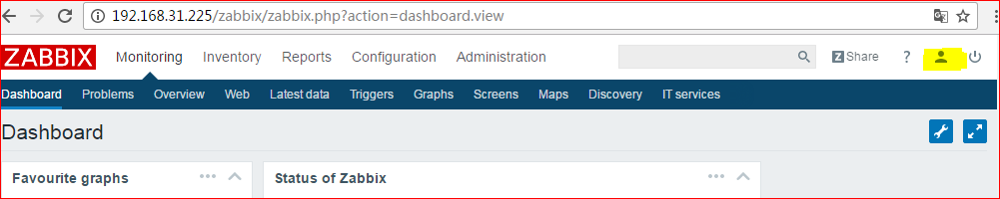 192.168.31.225/zabbix/zabbix.php?action=dashboard.view
ZABBIX Monitoring Inventory Reports Configuration Administration Z Share ?
Dashboard Problems Overview Web Latest data Triggers Graphs Screens Maps Discovery IT services
Dashboard
Favourite graphs Status of Zabbix